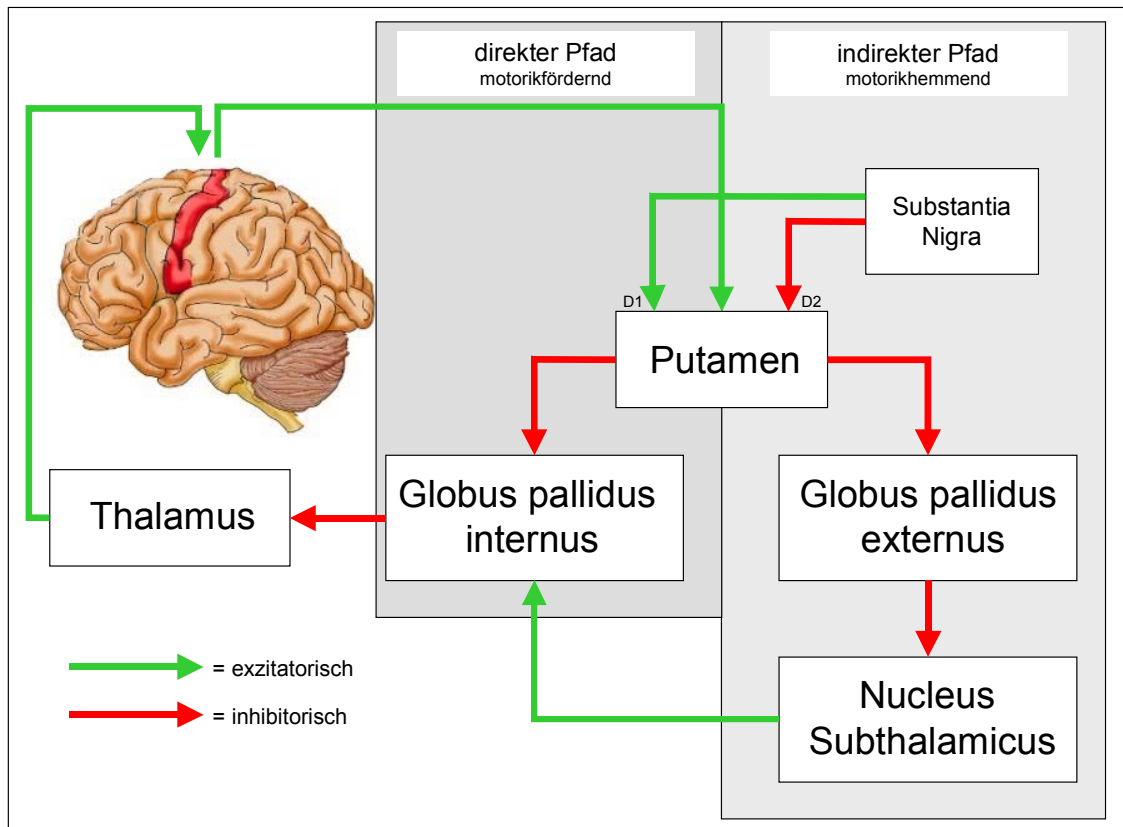 direkter Pfad
motorikfördernd
indirekter Pfad
motorikhemmend
Substantia
Nigra
D1
D2
Putamen
Globus pallidus
internus
Globus pallidus
externus
Thalamus
Nucleus
Subthalamicus
= exzitatorisch
= inhibitorisch